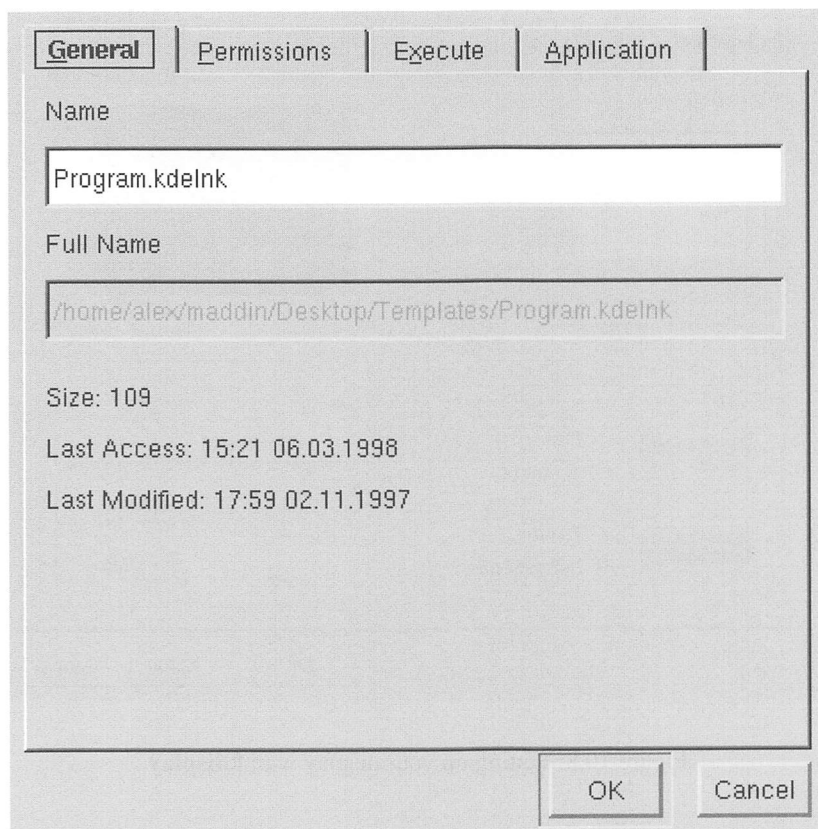 General Permissions Execute Application
Name
Program.kdelnk
Full Name
/home/alex/maddin/Desktop/Templates/Program.kdelnk
Size: 109
Last Access: 15:21 06.03.1998
Last Modified: 17:59 02.11.1997
OK Cancel